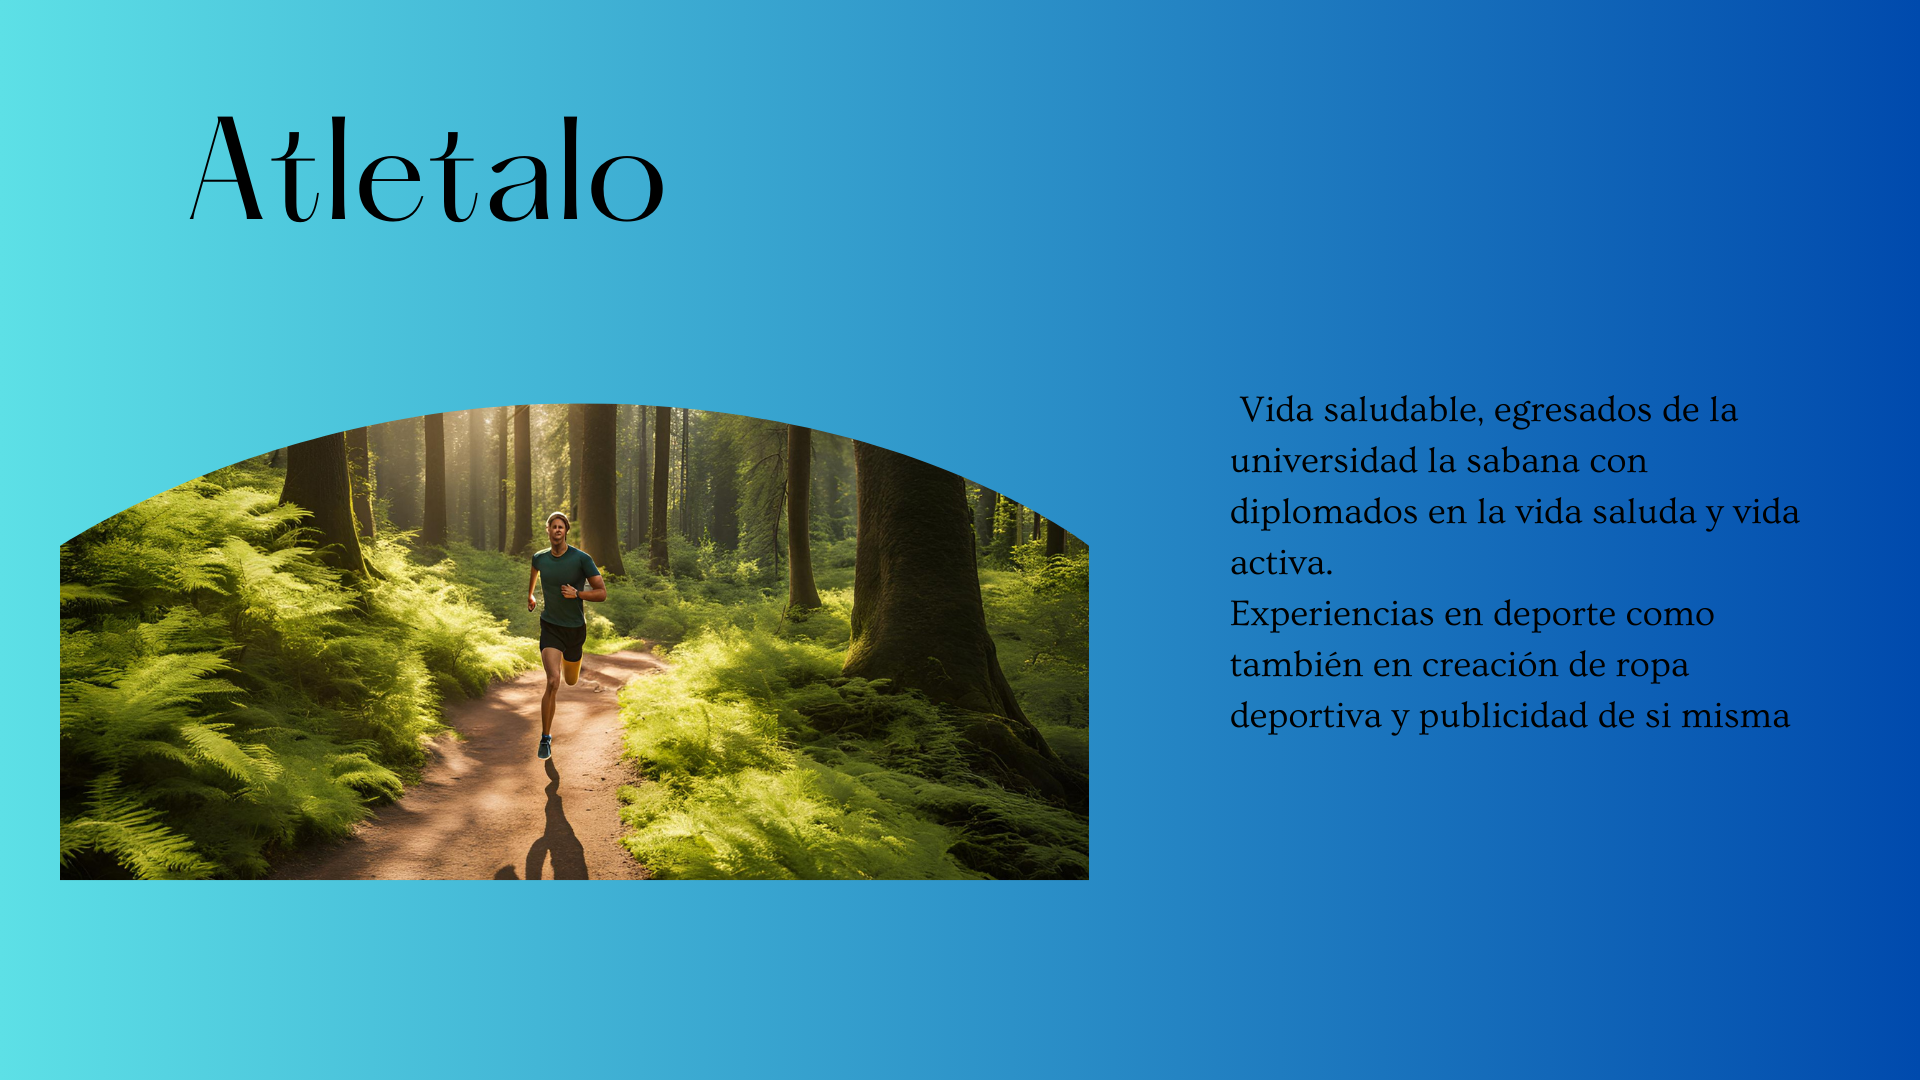 Atletalo
Vida saludable, egresados de la
universidad la sabana con
diplomados en la vida saluda y vida
activa.
Experiencias en deporte como
también en creación de ropa
deportiva y publicidad de si misma